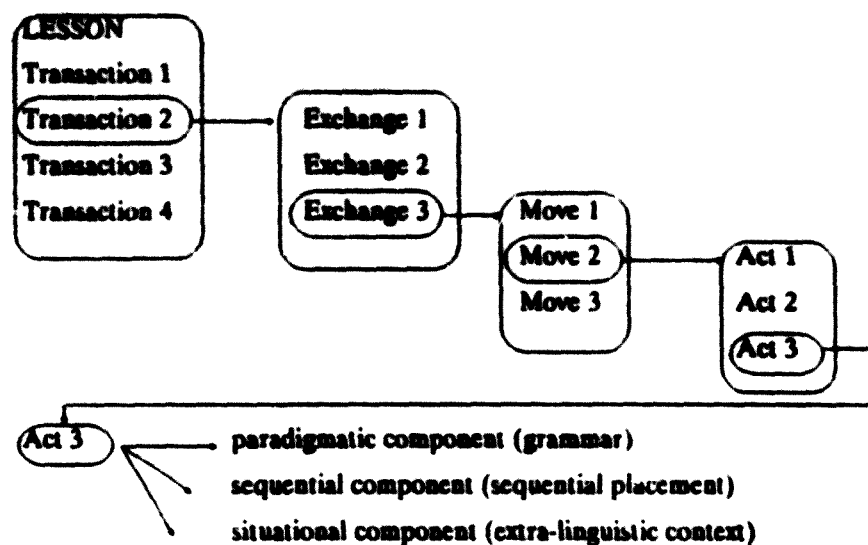 LESSON
Transaction 1
Transaction 2
Transaction 3
Transaction 4
Exchange 1
Exchange 2
Exchange 3
Move 1
Move 2
Move 3
Act 1
Act 2
Act 3
Act 3
paradigmatic component (grammar)
sequential component (sequential placement)
situational component (extra-linguistic context)